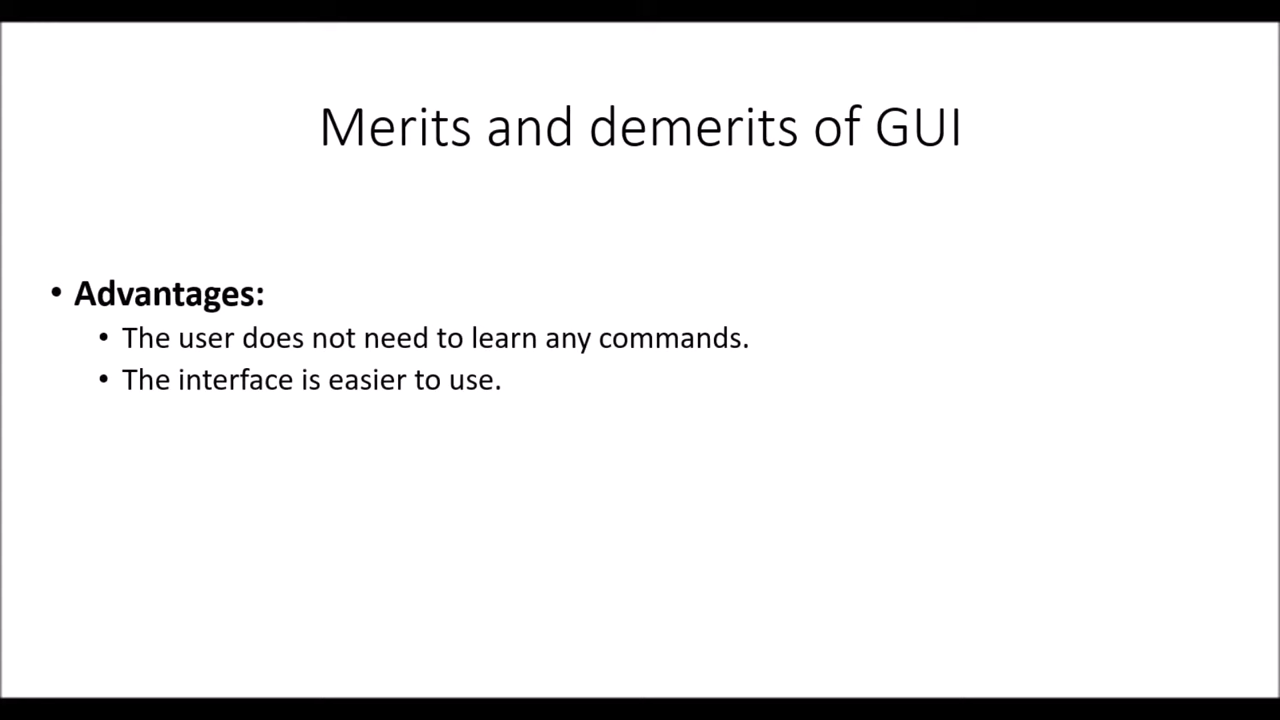 Merits and demerits of GUI
• Advantages:
• The user does not need to learn any commands.
• The interface is easier to use.